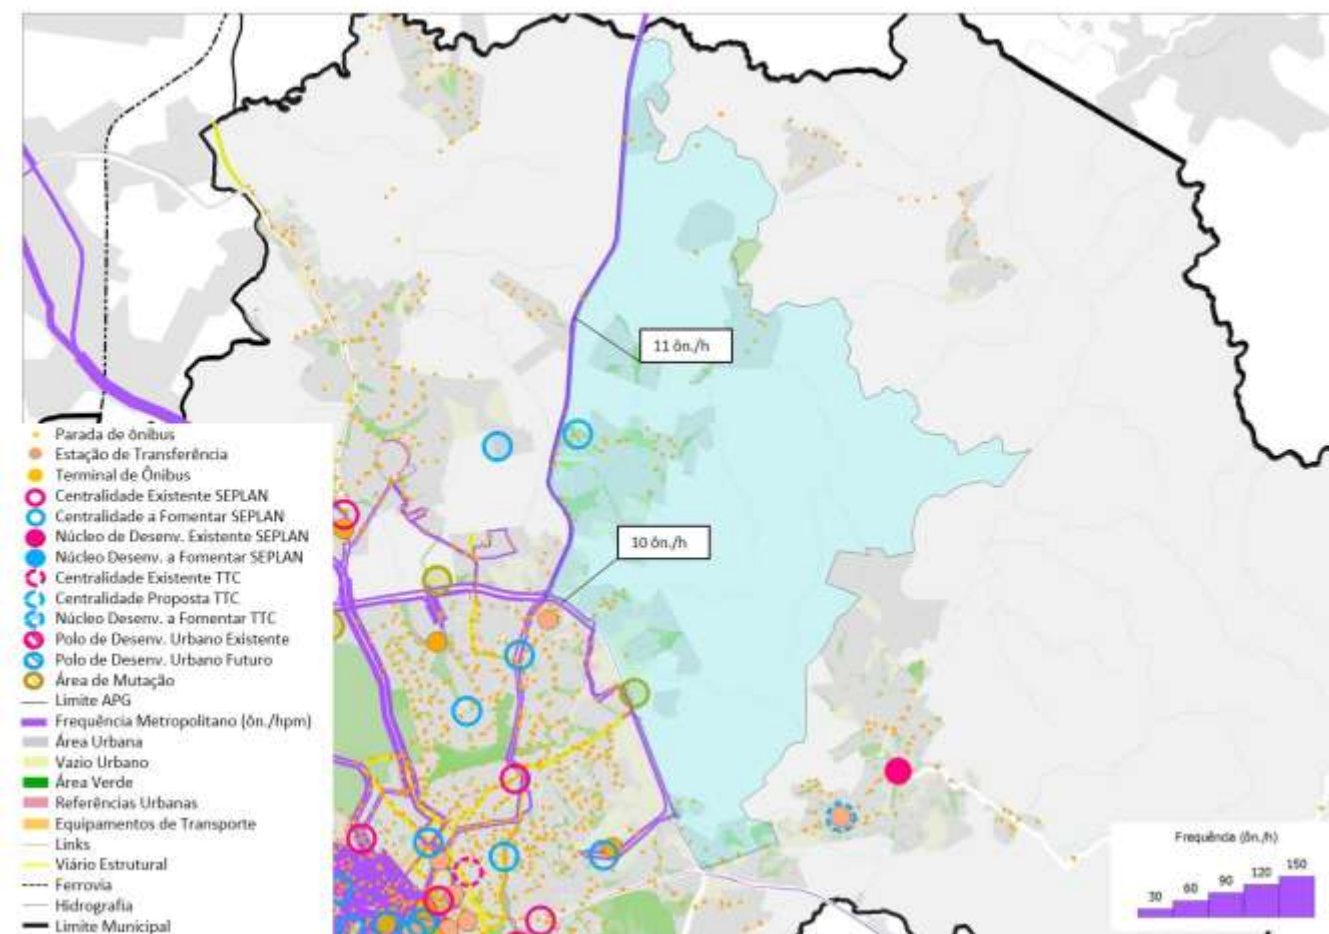 11 ôn./h
Parada de ônibus
Estação de Transferência
Terminal de Ônibus
Centralidade Existente SEPLAN
Centralidade a Fomentar SEPLAN
Núcleo de Desenv. Existente SEPLAN
Núcleo Desenv. a Fomentar SEPLAN
Centralidade Existente TTC
Centralidade Proposta TTC
Núcleo Desenv. a Fomentar TTC
Polo de Desenv. Urbano Existente
Polo de Desenv. Urbano Futuro
Área de Mutação
Limite APG
Frequência Metropolitano (ôn./hpm)
Área Urbana
Vazio Urbano
Área Verde
Referências Urbanas
Equipamentos de Transporte
Links
Viário Estrutural
Ferrovia
Hidrografia
Limite Municipal
10 ôn./h
Frequência (ôn./h)
30 60 90 120 150